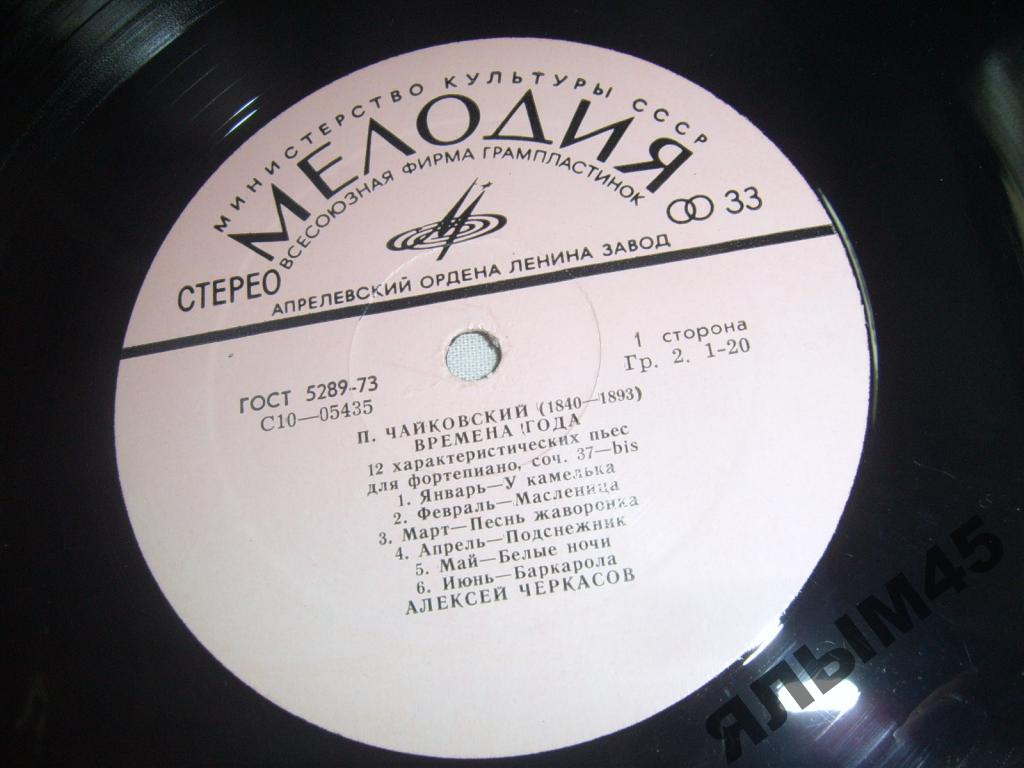 МИНИСТЕРСТВО КУЛЬТУРЫ СССР
МЕЛОДИЯ
ВСЕСОЮЗНАЯ ФИРМА ГРАМПЛАСТИНОК
33
СТЕРЕО
АПРЕЛЕВСКИЙ ОРДЕНА ЛЕНИНА ЗАВОД
ГОСТ 5289-73
С10—05435
1 сторона
Гр. 2. 1-20
П. ЧАЙКОВСКИЙ (1840—1893)
ВРЕМЕНА ГОДА
12 характеристических пьес
для фортепиано, соч. 37—bis
1. Январь—У камелька
2. Февраль—Масленица
3. Март—Песнь жаворонка
4. Апрель—Подснежник
5. Май—Белые ночи
6. Июнь—Баркарола
АЛЕКСЕЙ ЧЕРКАСОВ
ЯЛЫМ45